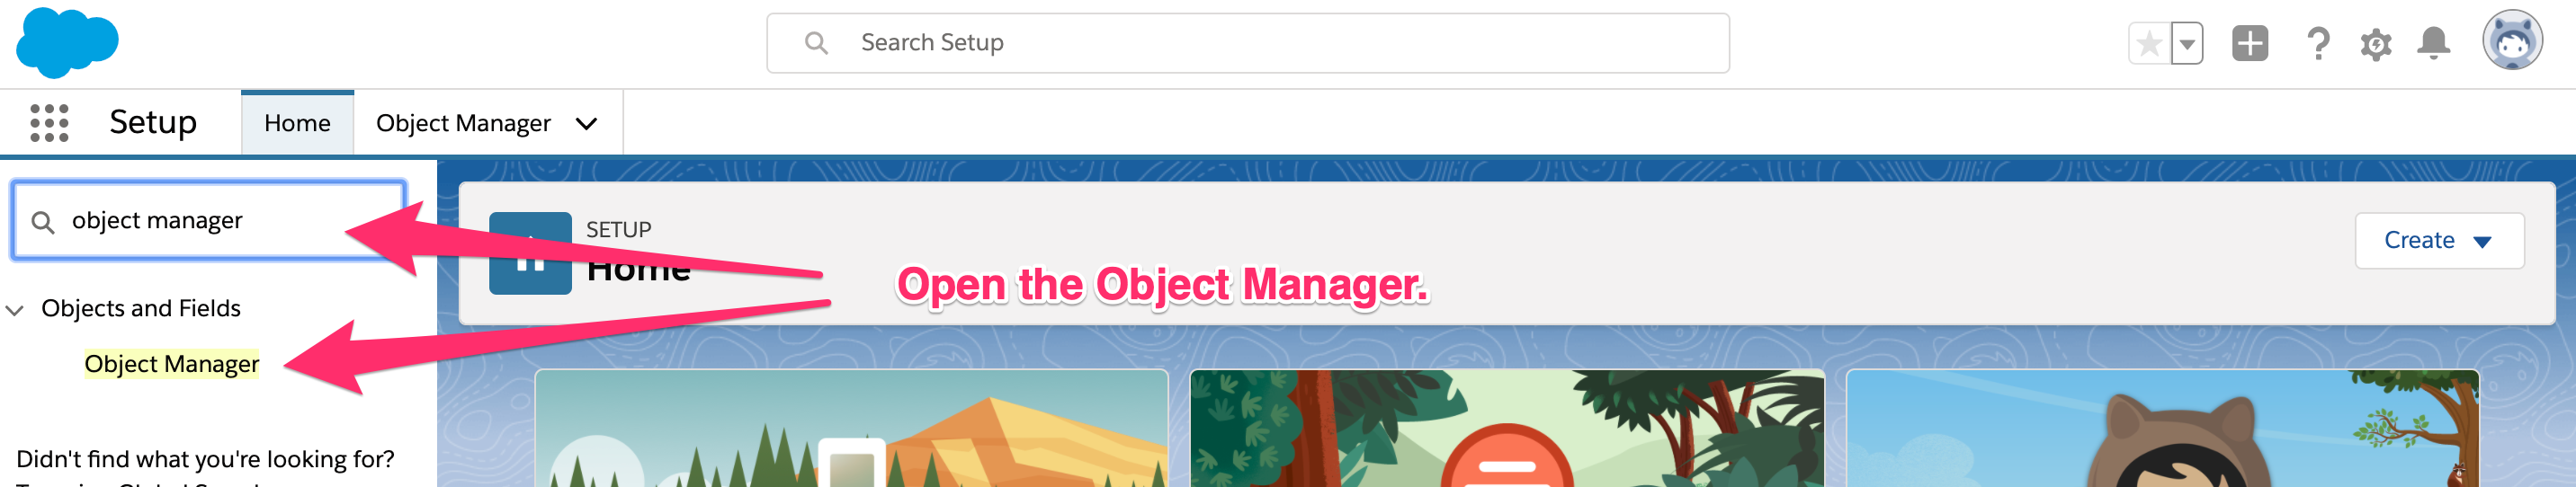 Search Setup
Setup
Home
Object Manager
object manager
Objects and Fields
Object Manager
Didn't find what you're looking for?
SETUP
Home
Create
Open the Object Manager.